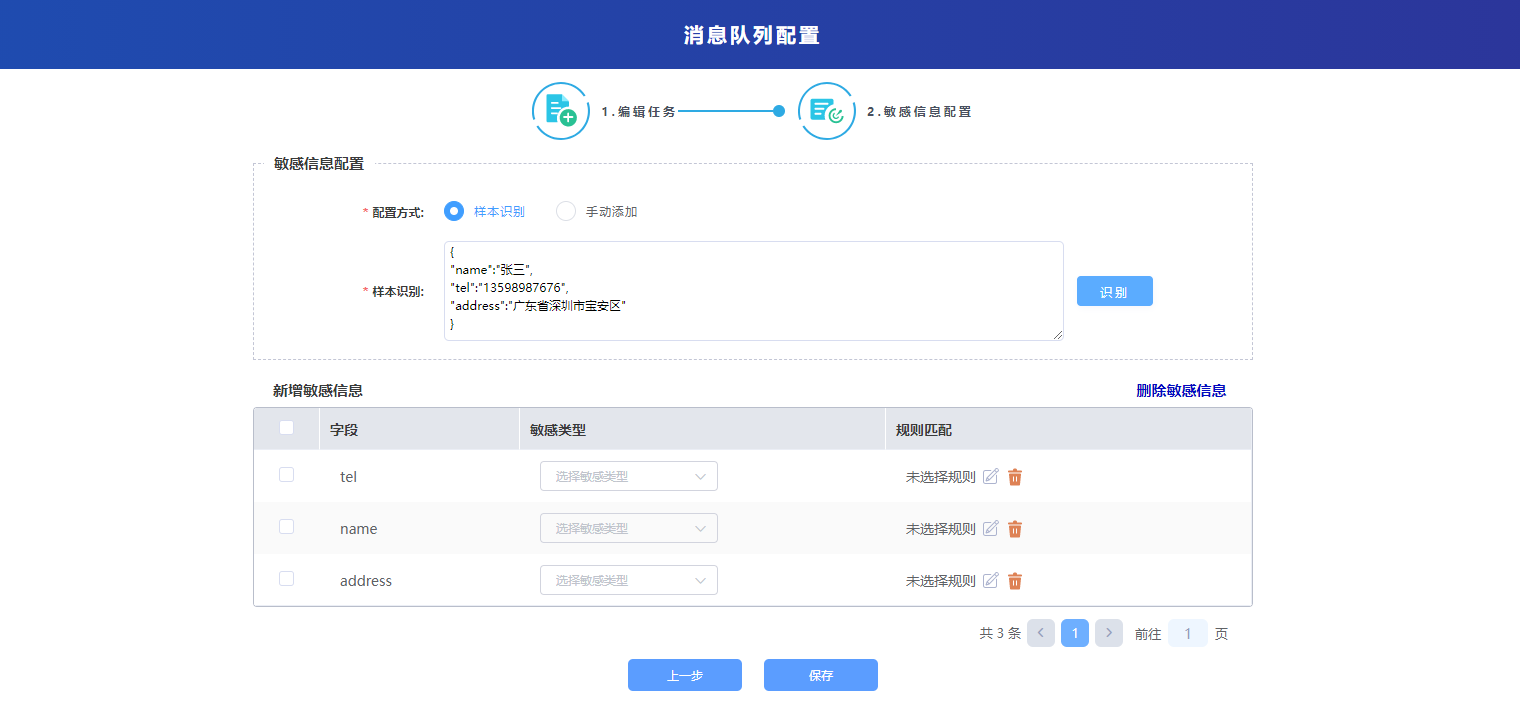 消息队列配置
1.编辑任务
2.敏感信息配置
敏感信息配置
* 配置方式: 样本识别 手动添加
* 样本识别:
{
"name":"张三",
"tel":"13598987676",
"address":"广东省深圳市宝安区"
}
识别
新增敏感信息 删除敏感信息
字段 敏感类型 规则匹配
tel 选择敏感类型 未选择规则
name 选择敏感类型 未选择规则
address 选择敏感类型 未选择规则
共 3 条 1 前往 1 页
上一步 保存